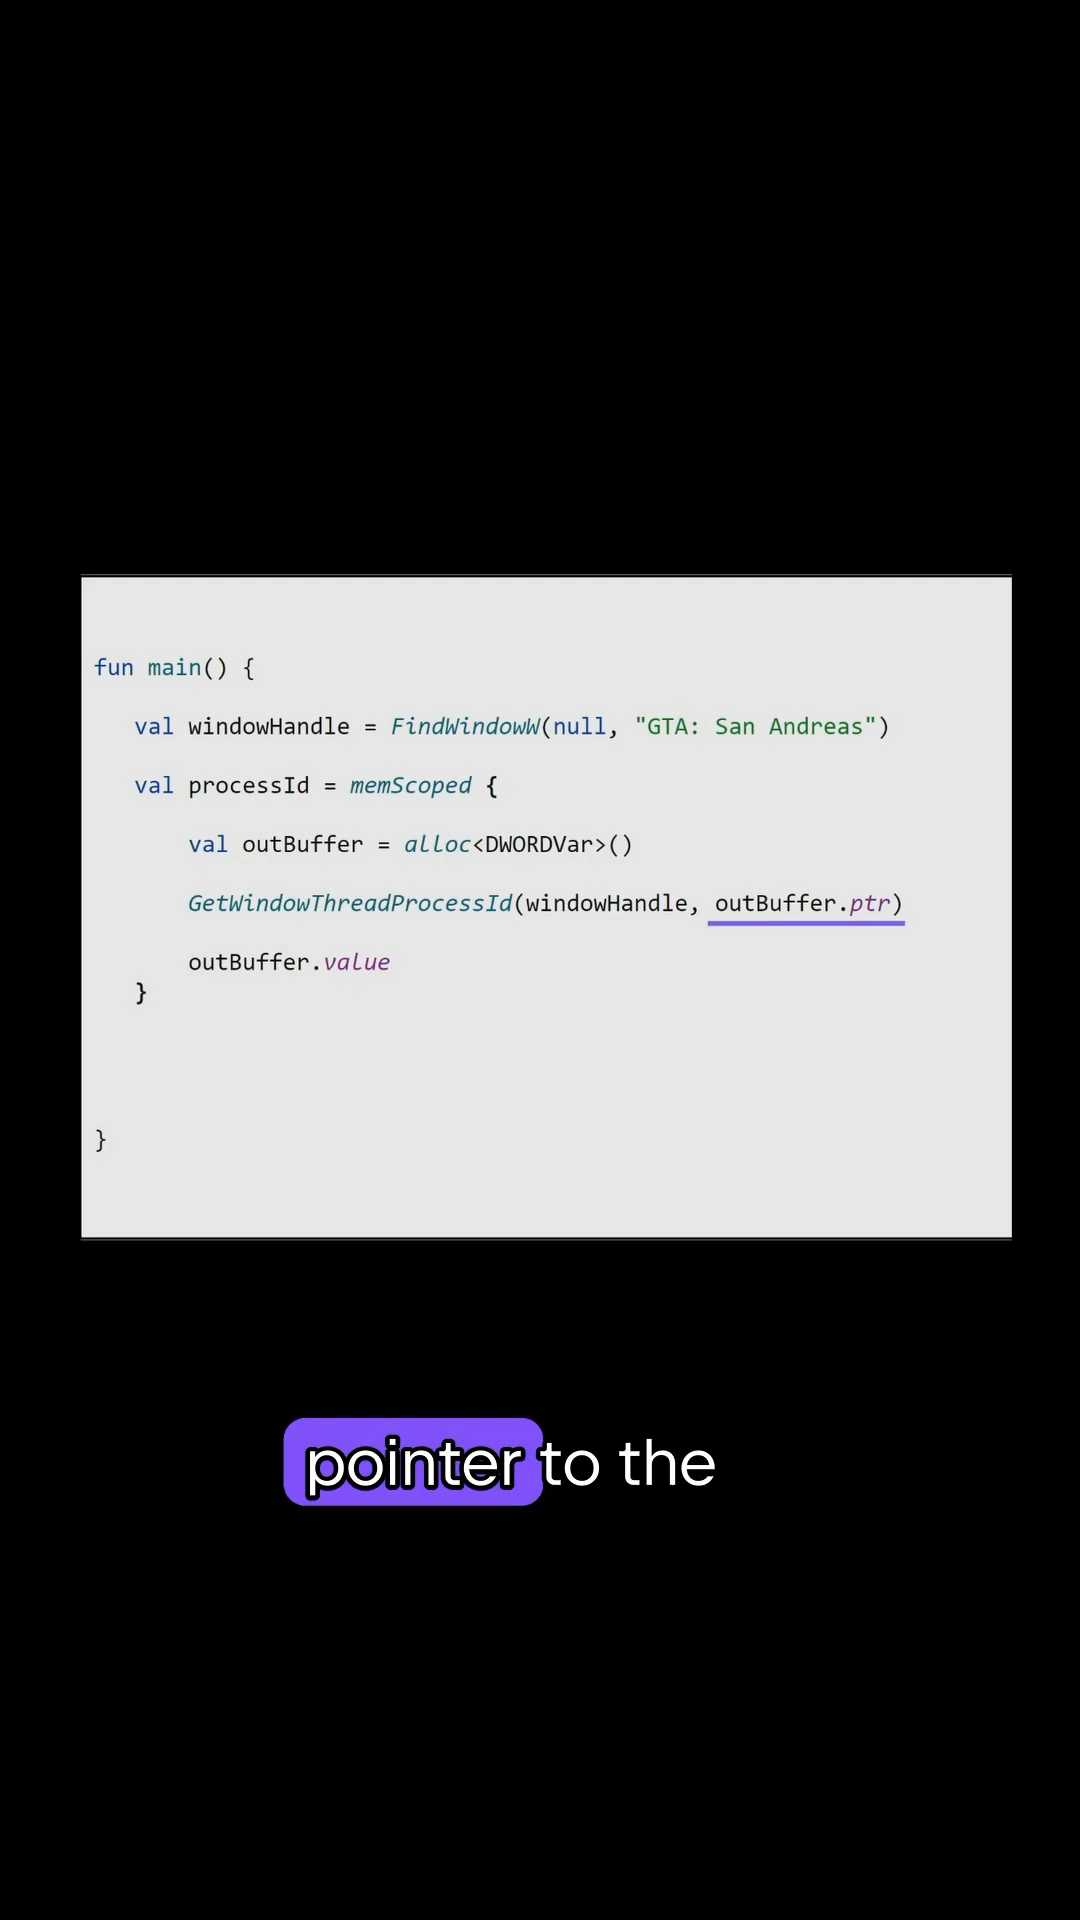 fun main() {
val windowHandle = FindWindowW(null, "GTA: San Andreas")
val processId = memScoped {
val outBuffer = alloc<DWORDVar>()
GetWindowThreadProcessId(windowHandle, outBuffer.ptr)
outBuffer.value
}
}
pointer to the